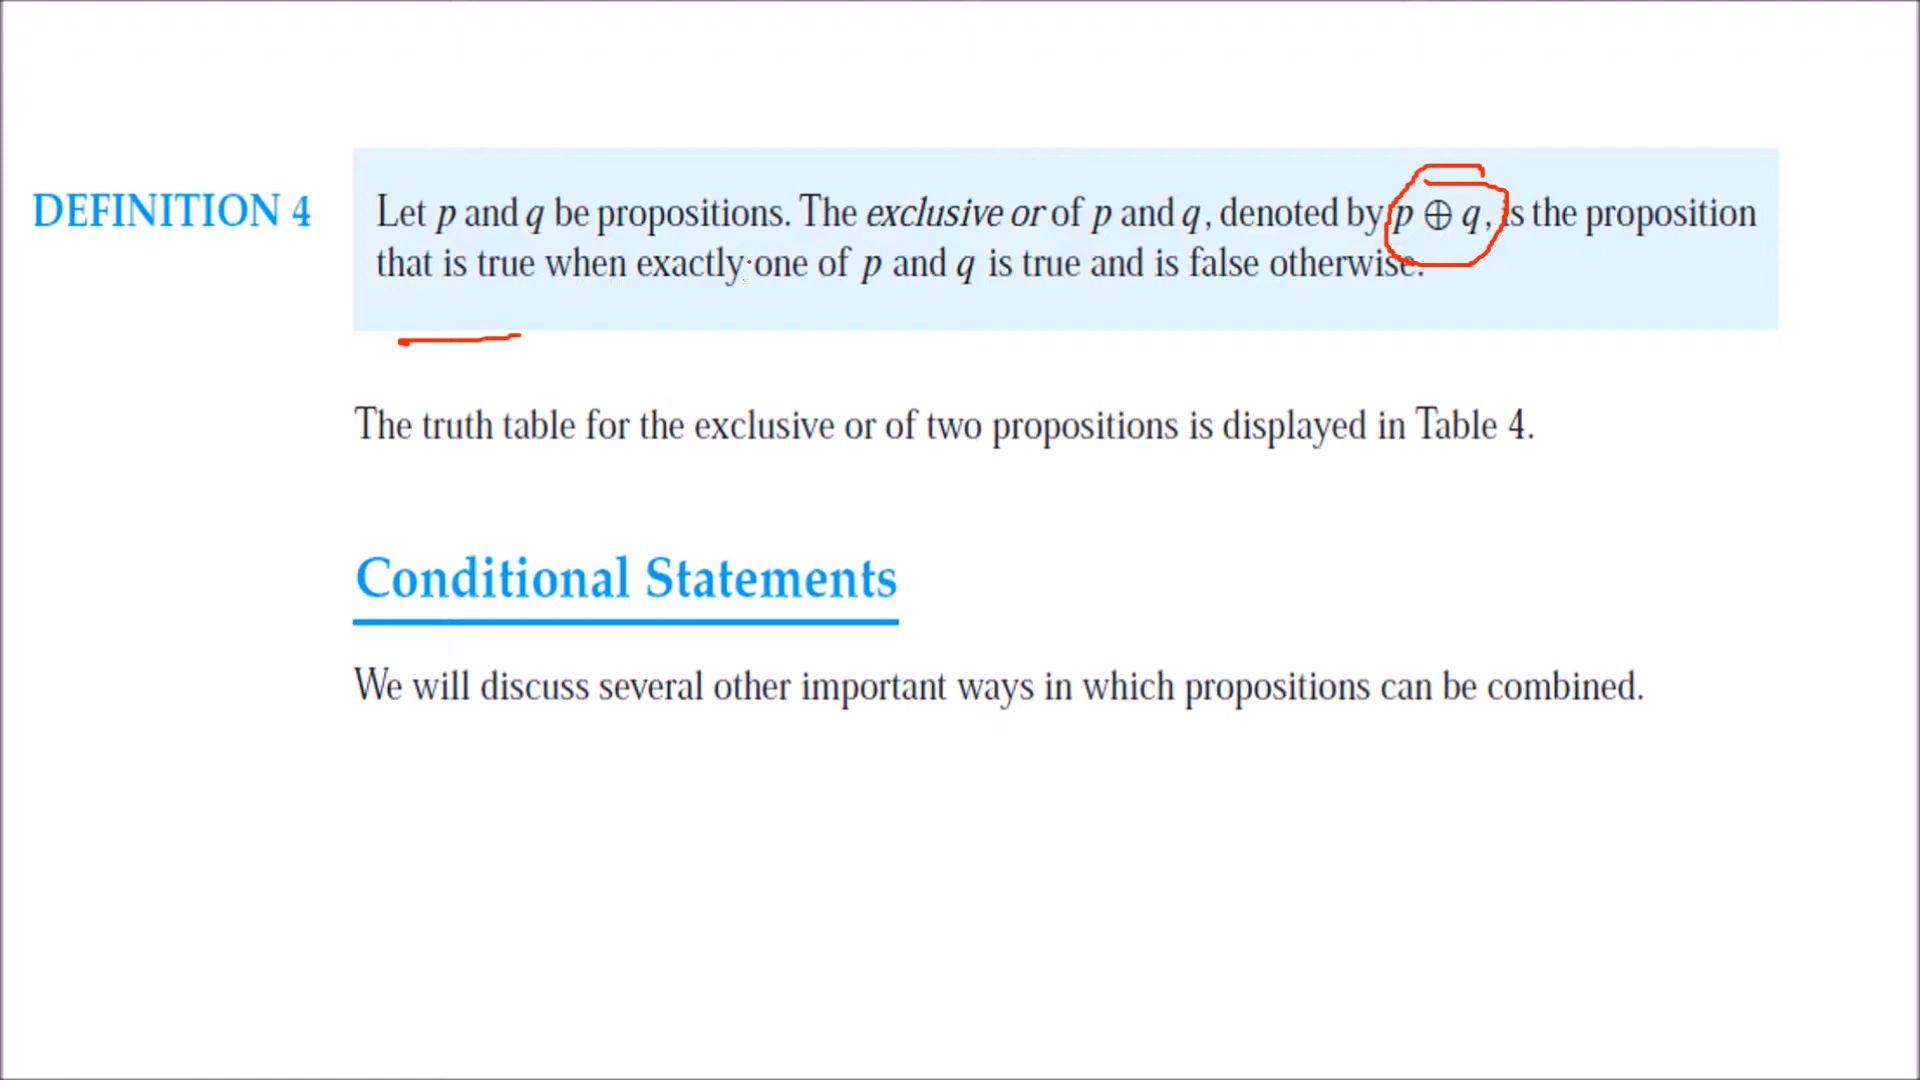 DEFINITION 4
Let p and q be propositions. The exclusive or of p and q, denoted by p ⊕ q, is the proposition
that is true when exactly one of p and q is true and is false otherwise.
The truth table for the exclusive or of two propositions is displayed in Table 4.
Conditional Statements
We will discuss several other important ways in which propositions can be combined.